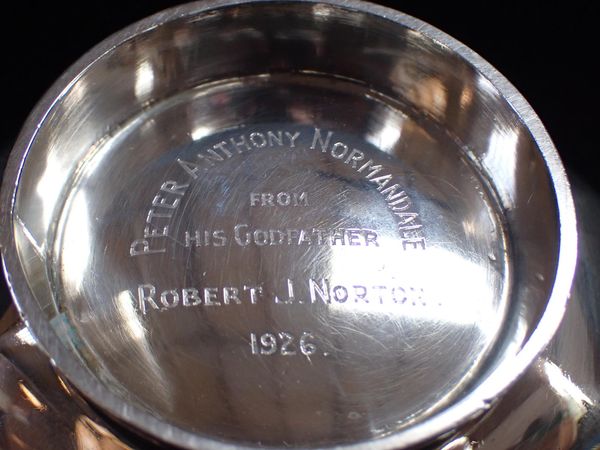 PETER ANTHONY NORMANDALE
FROM
HIS GODFATHER
ROBERT J. NORTON
1926.